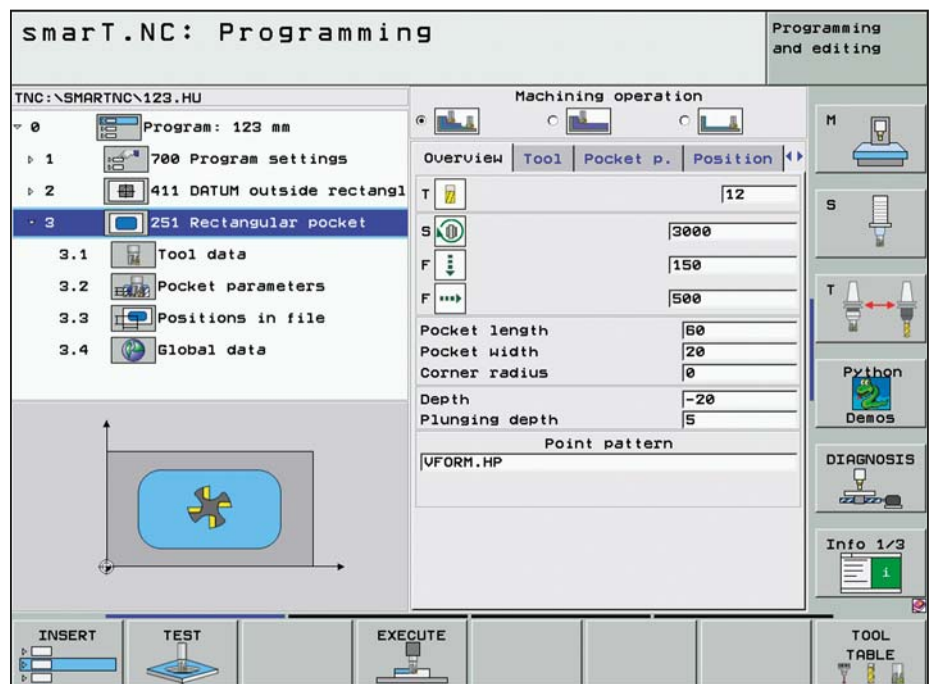 smarT.NC: Programming
Programming
and editing
TNC:\SMARTNC\123.HU
0 Program: 123 mm
1 700 Program settings
2 411 DATUM outside rectangl
3 251 Rectangular pocket
3.1 Tool data
3.2 Pocket parameters
3.3 Positions in file
3.4 Global data
Machining operation
Overview Tool Pocket p. Position
T 12
S 3000
F 150
F 500
Pocket length 60
Pocket width 20
Corner radius 0
Depth -20
Plunging depth 5
Point pattern
VFORM.HP
M
S
T
Python
Demos
DIAGNOSIS
Info 1/3
i
INSERT
TEST
EXECUTE
TOOL
TABLE